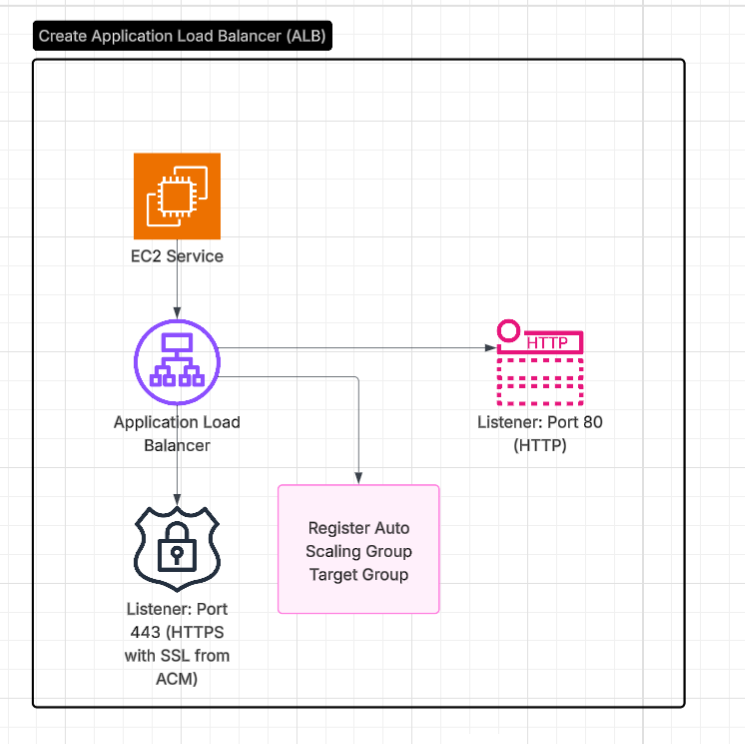 Create Application Load Balancer (ALB)
EC2 Service
HTTP
Application Load
Balancer
Listener: Port 80
(HTTP)
Register Auto
Scaling Group
Target Group
Listener: Port
443 (HTTPS
with SSL from
ACM)